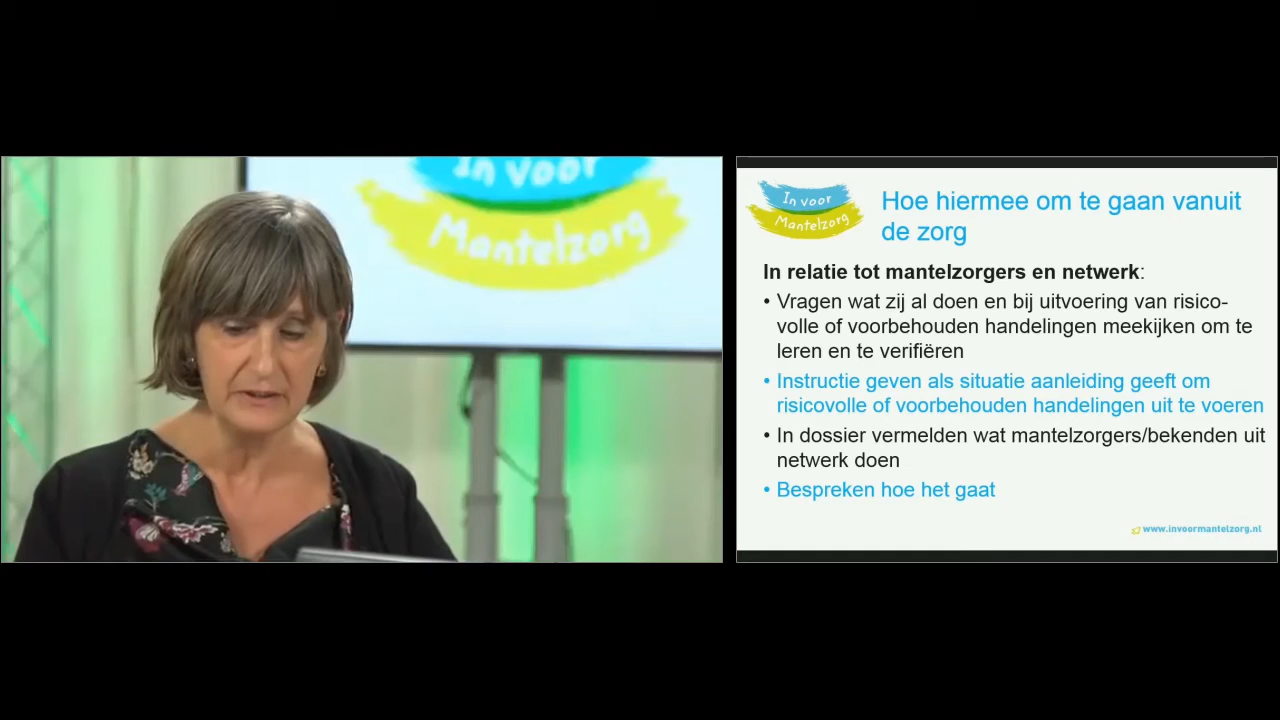 In voor
Mantelzorg
In voor
Mantelzorg
Hoe hiermee om te gaan vanuit
de zorg
In relatie tot mantelzorgers en netwerk:
• Vragen wat zij al doen en bij uitvoering van risico-
volle of voorbehouden handelingen meekijken om te
leren en te verifiëren
• Instructie geven als situatie aanleiding geeft om
risicovolle of voorbehouden handelingen uit te voeren
• In dossier vermelden wat mantelzorgers/bekenden uit
netwerk doen
• Bespreken hoe het gaat
www.invoormantelzorg.nl